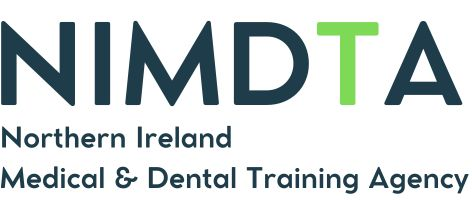 NIMDTA
Northern Ireland
Medical & Dental Training Agency